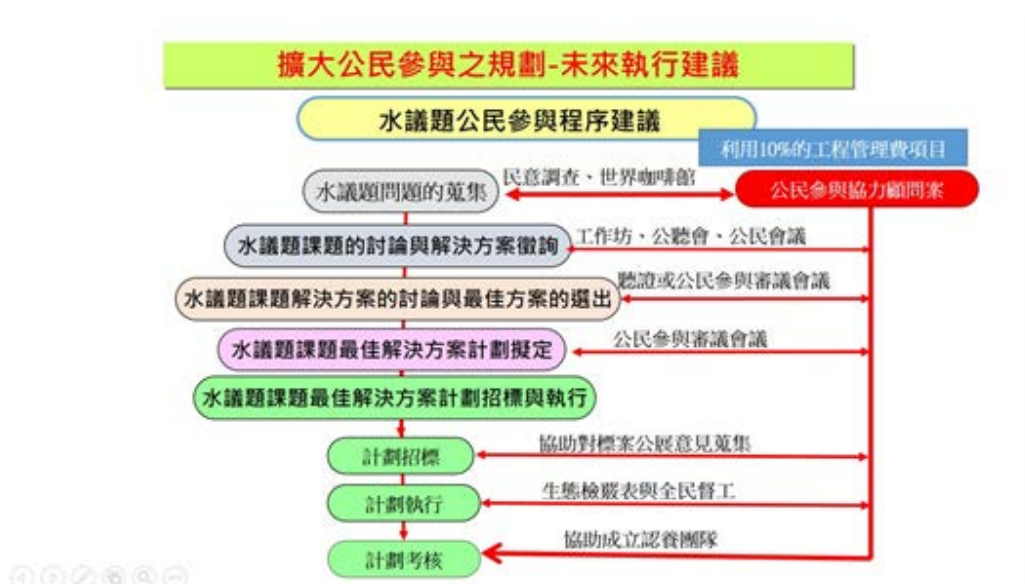 擴大公民參與之規劃-未來執行建議
水議題公民參與程序建議
利用10%的工程管理費項目
水議題問題的蒐集
民意調查、世界咖啡館
公民參與協力顧問案
水議題課題的討論與解決方案徵詢
工作坊、公聽會、公民會議
水議題課題解決方案的討論與最佳方案的選出
聽證或公民參與審議會議
水議題課題最佳解決方案計劃擬定
公民參與審議會議
水議題課題最佳解決方案計劃招標與執行
計劃招標
協助對標案公展意見蒐集
計劃執行
生態檢覈表與全民督工
計劃考核
協助成立認養團隊